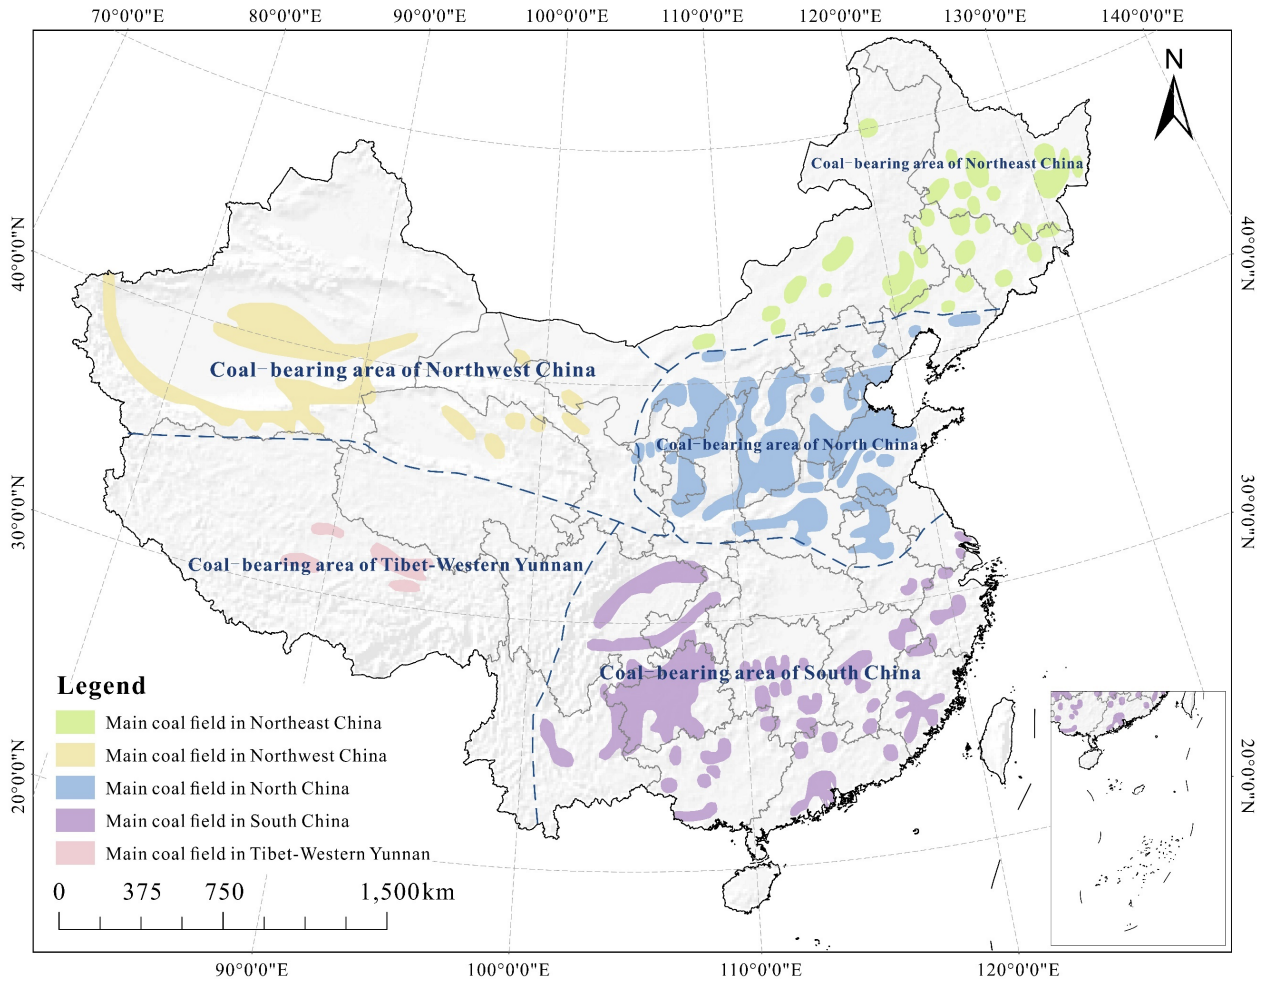 70°0'0"E 80°0'0"E 90°0'0"E 100°0'0"E 110°0'0"E 120°0'0"E 130°0'0"E 140°0'0"E
N
Coal-bearing area of Northeast China
40°0'0"N
40°0'0"N
Coal-bearing area of Northwest China
Coal-bearing area of North China
30°0'0"N
30°0'0"N
Coal-bearing area of Tibet-Western Yunnan
Coal-bearing area of South China
20°0'0"N
20°0'0"N
Legend
Main coal field in Northeast China
Main coal field in Northwest China
Main coal field in North China
Main coal field in South China
Main coal field in Tibet-Western Yunnan
0 375 750 1,500km
90°0'0"E 100°0'0"E 110°0'0"E 120°0'0"E